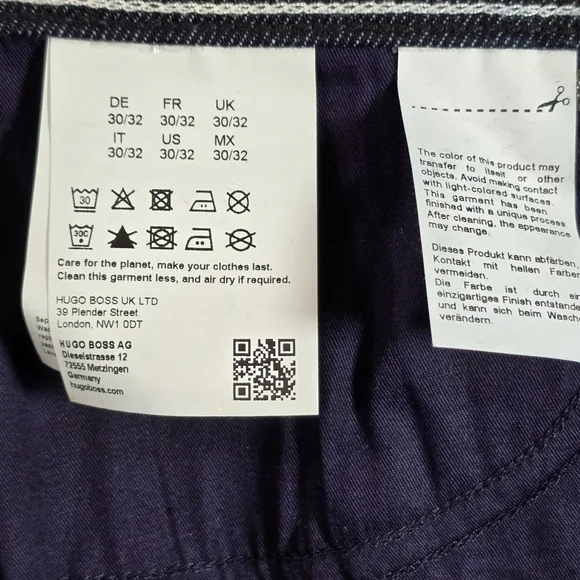 DE FR UK
30/32 30/32 30/32
IT US MX
30/32 30/32 30/32
30
30C
Care for the planet, make your clothes last.
Clean this garment less, and air dry if required.
HUGO BOSS UK LTD
39 Plender Street
London, NW1 0DT
HUGO BOSS AG
Dieselstrasse 12
72555 Metzingen
Germany
hugoboss.com
The color of this product may
transfer to itself or other
objects. Avoid making contact
with light-colored surfaces.
This garment has been
finished with a unique process.
After cleaning, the appearance
may change.
Dieses Produkt kann abfärben,
Kontakt mit hellen Farben
vermeiden.
Die Farbe ist durch ein
einzigartiges Finish entstanden
und kann sich beim Waschen
verändern.